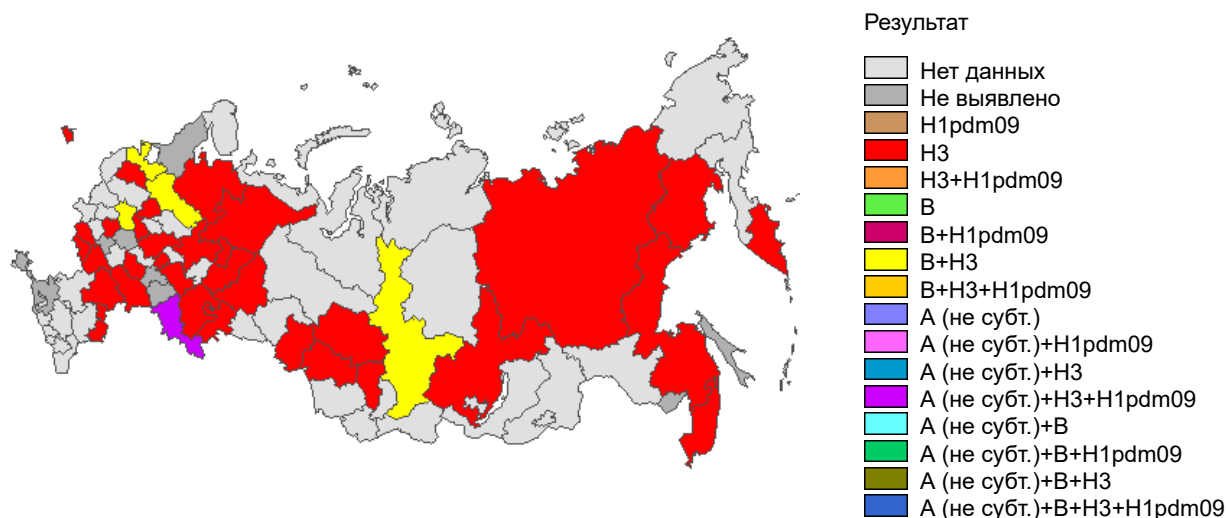 Результат
Нет данных
Не выявлено
H1pdm09
H3
H3+H1pdm09
B
B+H1pdm09
B+H3
B+H3+H1pdm09
A (не субт.)
A (не субт.)+H1pdm09
A (не субт.)+H3
A (не субт.)+H3+H1pdm09
A (не субт.)+B
A (не субт.)+B+H1pdm09
A (не субт.)+B+H3
A (не субт.)+B+H3+H1pdm09